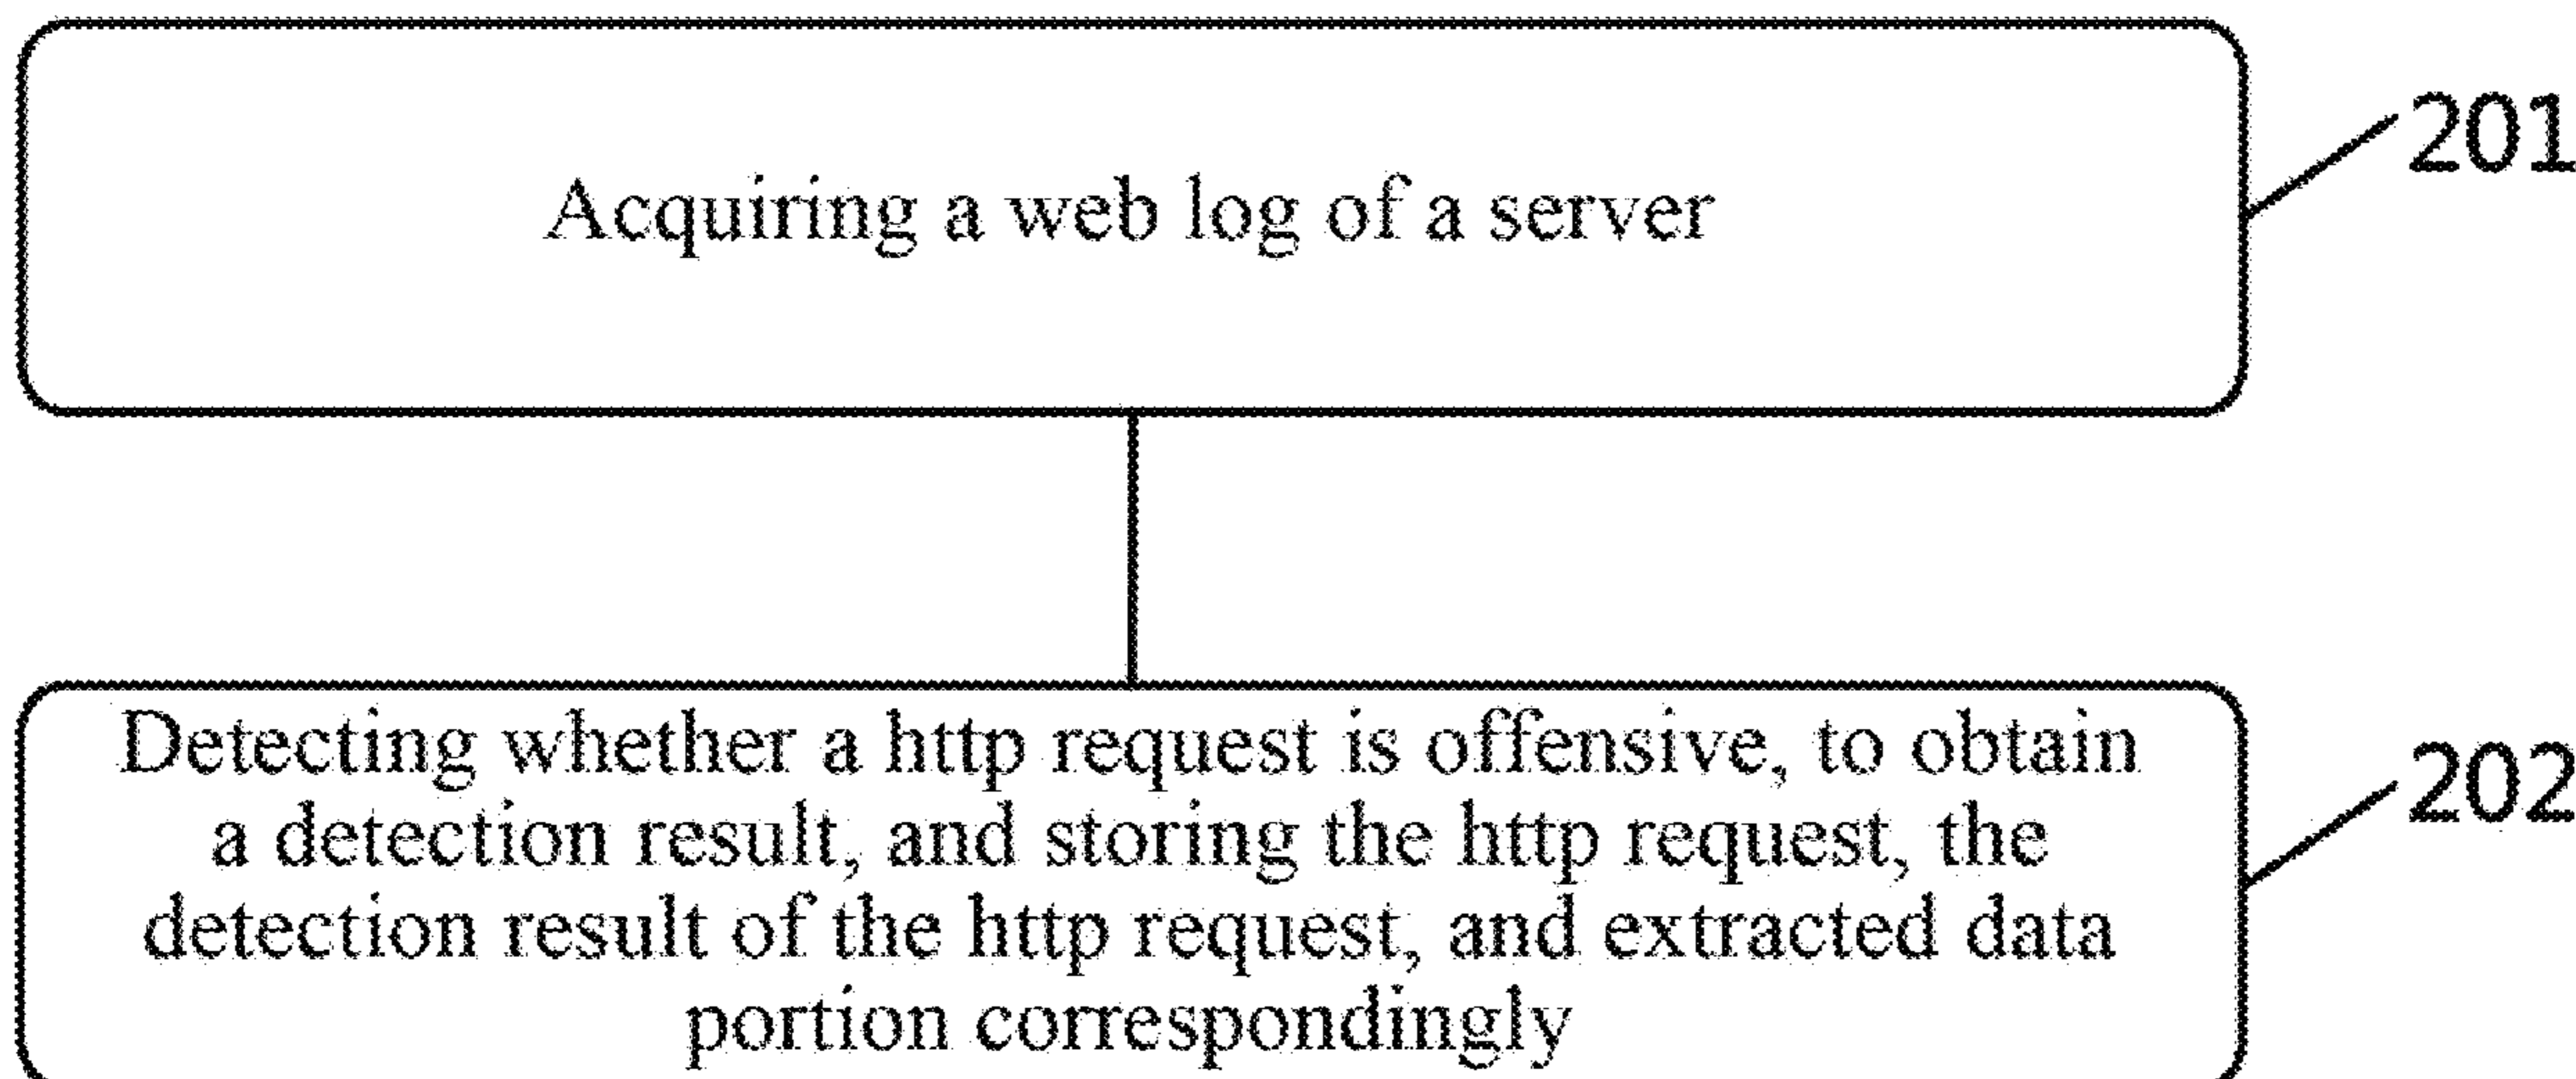 Acquiring a web log of a server
201
Detecting whether a http request is offensive, to obtain
a detection result, and storing the http request, the
detection result of the http request, and extracted data
portion correspondingly
202